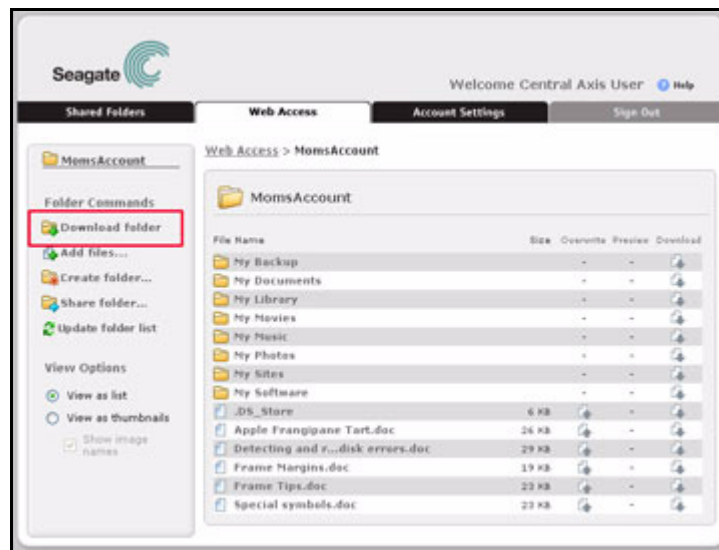 Seagate
Welcome Central Axis User Help
Shared Folders Web Access Account Settings Sign Out
MomsAccount
Web Access > MomsAccount
Folder Commands
Download folder
Add files...
Create folder...
Share folder...
Update folder list
View Options
View as list
View as thumbnails
Show image names
MomsAccount
File Name Size Overwrite Preview Download
My Backup - -
My Documents - -
My Library - -
My Movies - -
My Music - -
My Photos - -
My Sites - -
My Software - -
.DS_Store 6 KB -
Apple Frangipane Tart.doc 26 KB -
Detecting and r...disk errors.doc 29 KB -
Frame Margins.doc 19 KB -
Frame Tips.doc 23 KB -
Special symbols.doc 23 KB -